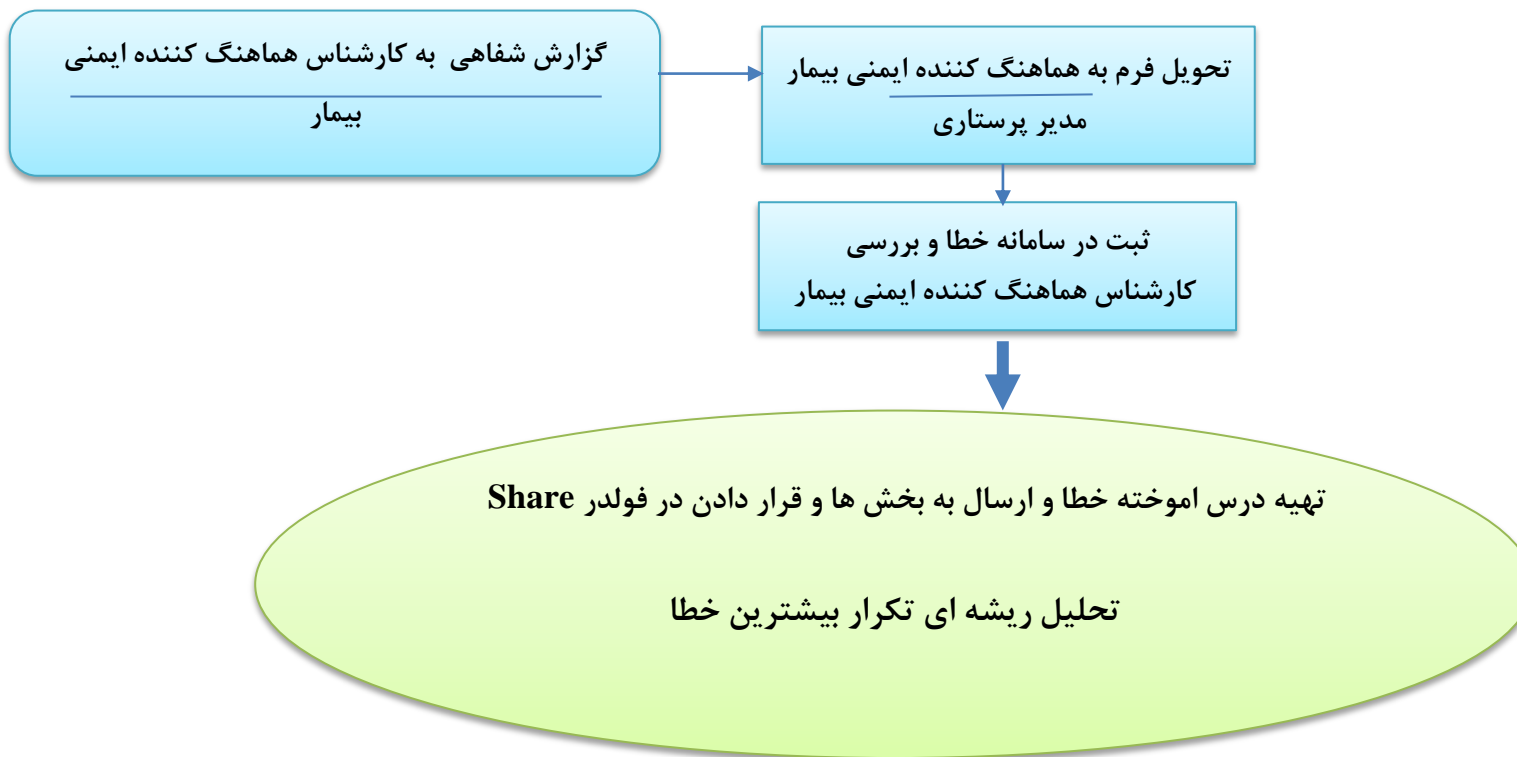 گزارش شفاهی به کارشناس هماهنگ کننده ایمنی
بیمار
تحویل فرم به هماهنگ کننده ایمنی بیمار
مدیر پرستاری
ثبت در سامانه خطا و بررسی
کارشناس هماهنگ کننده ایمنی بیمار
تهیه درس اموخته خطا و ارسال به بخش ها و قرار دادن در فولدر Share
تحلیل ریشه ای تکرار بیشترین خطا